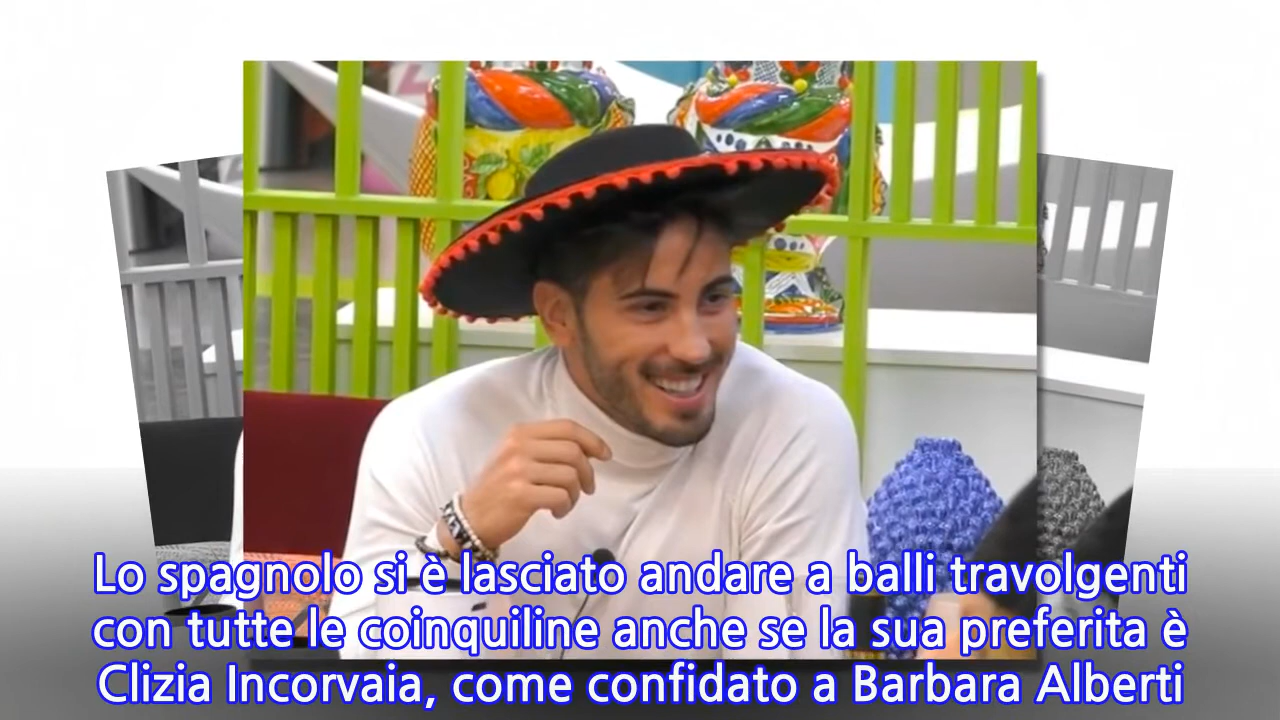 Lo spagnolo si è lasciato andare a balli travolgenti
con tutte le coinquiline anche se la sua preferita è
Clizia Incorvaia, come confidato a Barbara Alberti